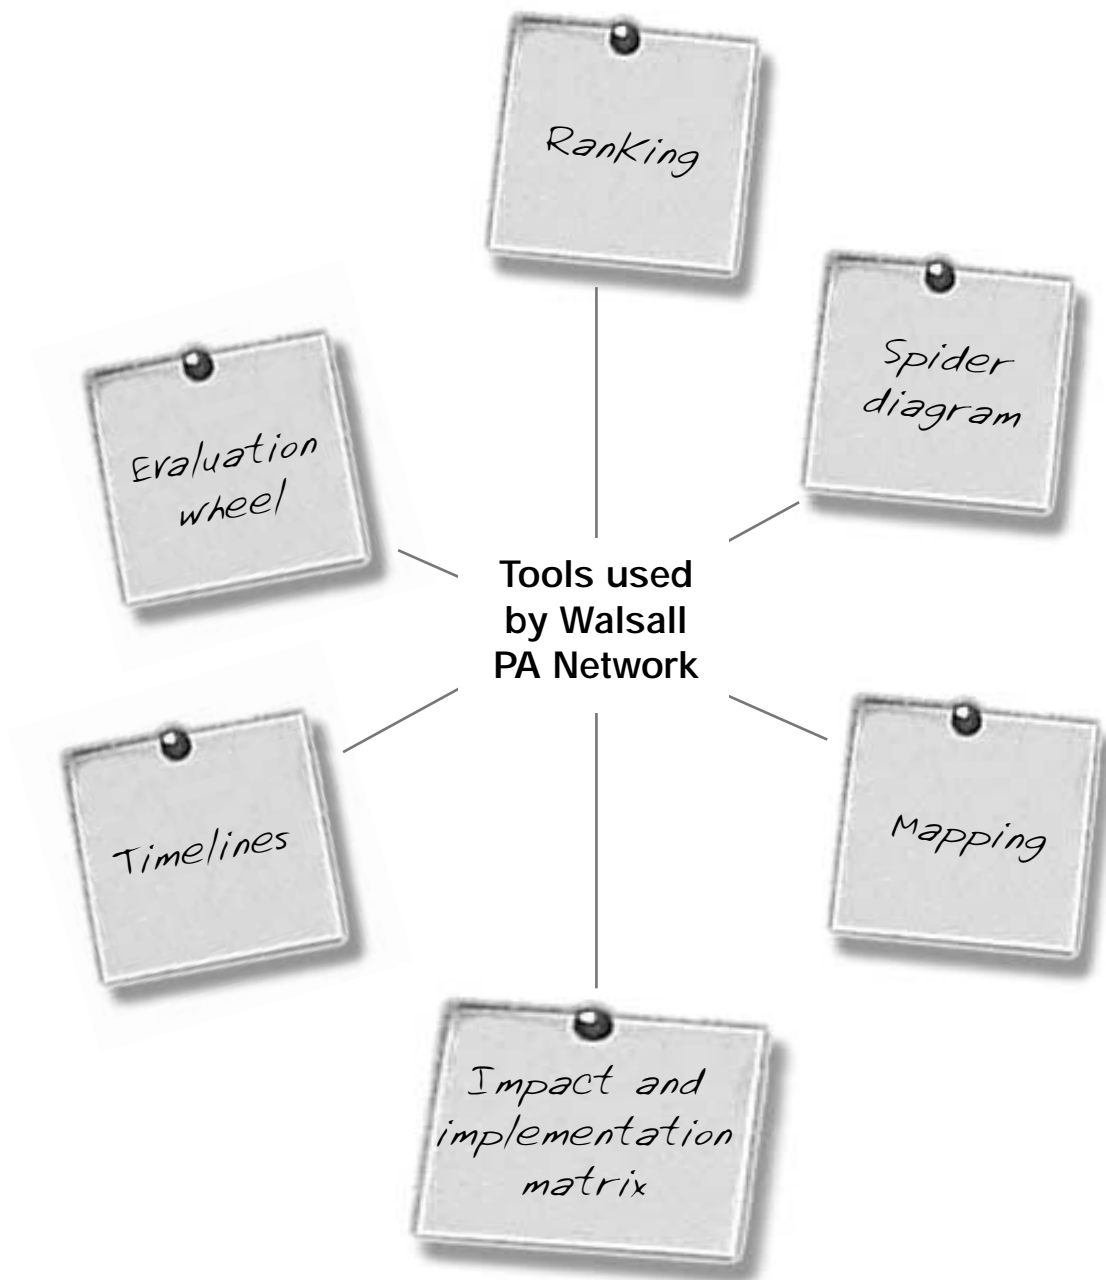 Ranking
Spider
diagram
Evaluation
wheel
Tools used
by Walsall
PA Network
Timelines
Mapping
Impact and
implementation
matrix